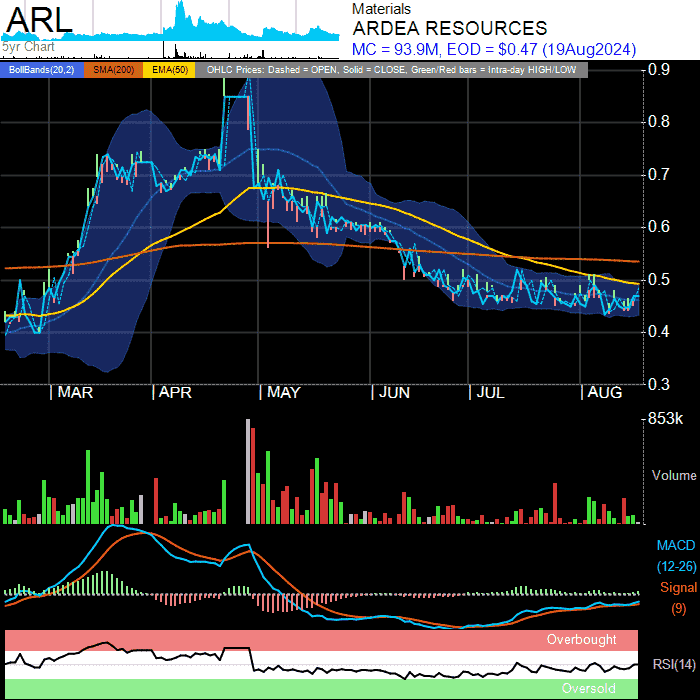 ARL
5yr Chart
Materials
ARDEA RESOURCES
MC = 93.9M, EOD = $0.47 (19Aug2024)
BollBands(20,2) SMA(200) EMA(50) OHLC Prices: Dashed = OPEN, Solid = CLOSE, Green/Red bars = Intra-day HIGH/LOW
0.9
0.8
0.7
0.6
0.5
0.4
0.3
MAR APR MAY JUN JUL AUG
853k
Volume
MACD
(12-26)
Signal
(9)
Overbought
RSI(14)
Oversold